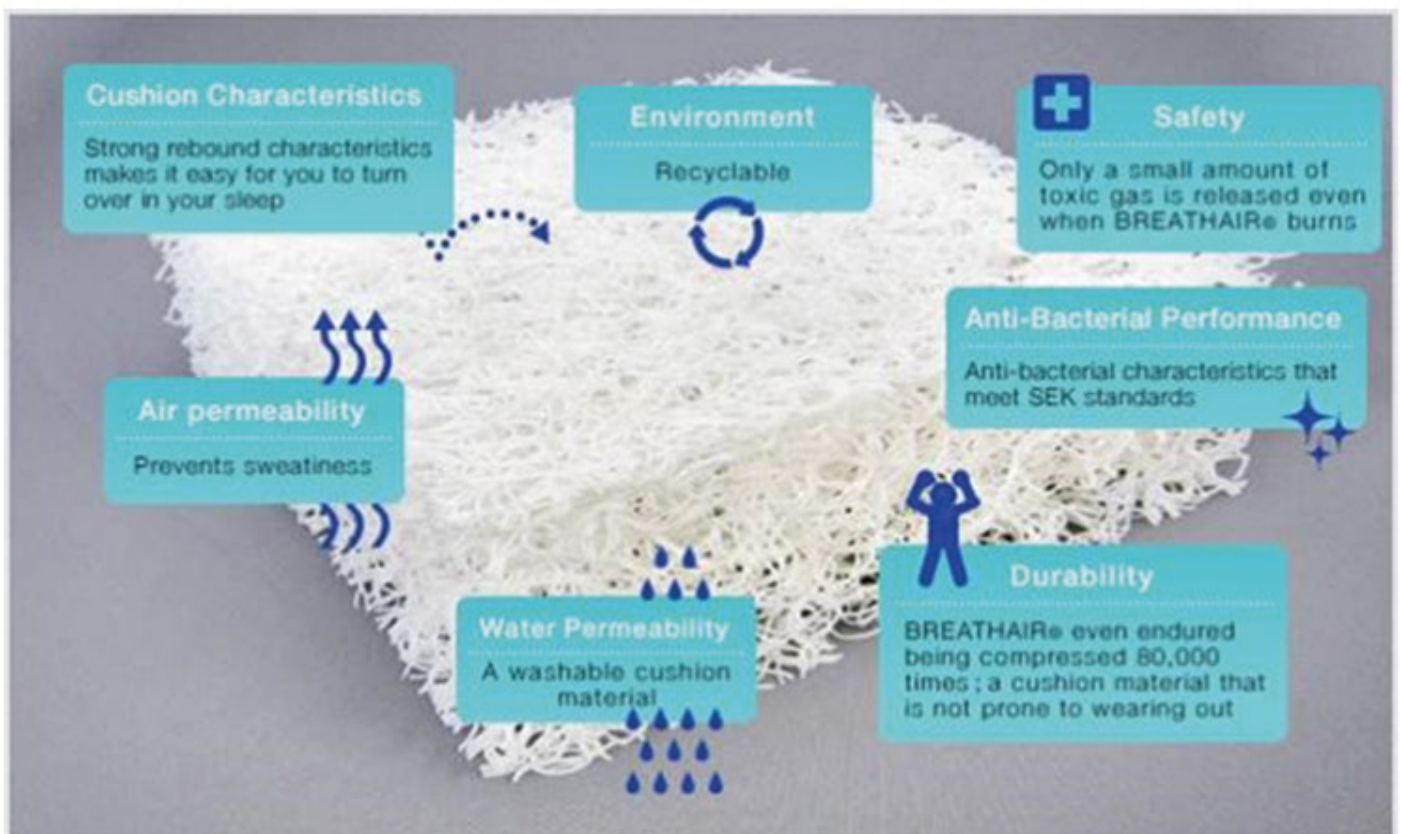 Cushion Characteristics
Strong rebound characteristics
makes it easy for you to turn
over in your sleep
Environment
Recyclable
Safety
Only a small amount of
toxic gas is released even
when BREATHAIR® burns
Air permeability
Prevents sweatiness
Anti-Bacterial Performance
Anti-bacterial characteristics that
meet SEK standards
Water Permeability
A washable cushion
material
Durability
BREATHAIR® even endured
being compressed 80,000
times ; a cushion material that
is not prone to wearing out